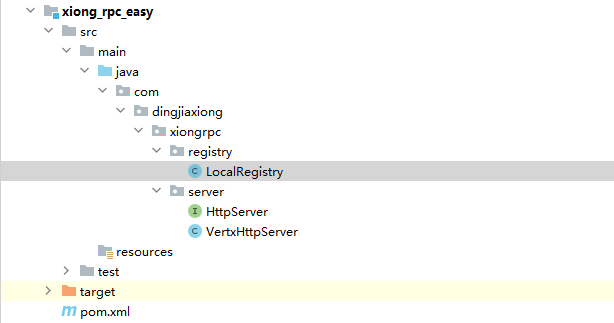 xiong_rpc_easy
src
main
java
com
dingjiaxiong
xiongrpc
registry
LocalRegistry
server
HttpServer
VertxHttpServer
resources
test
target
pom.xml